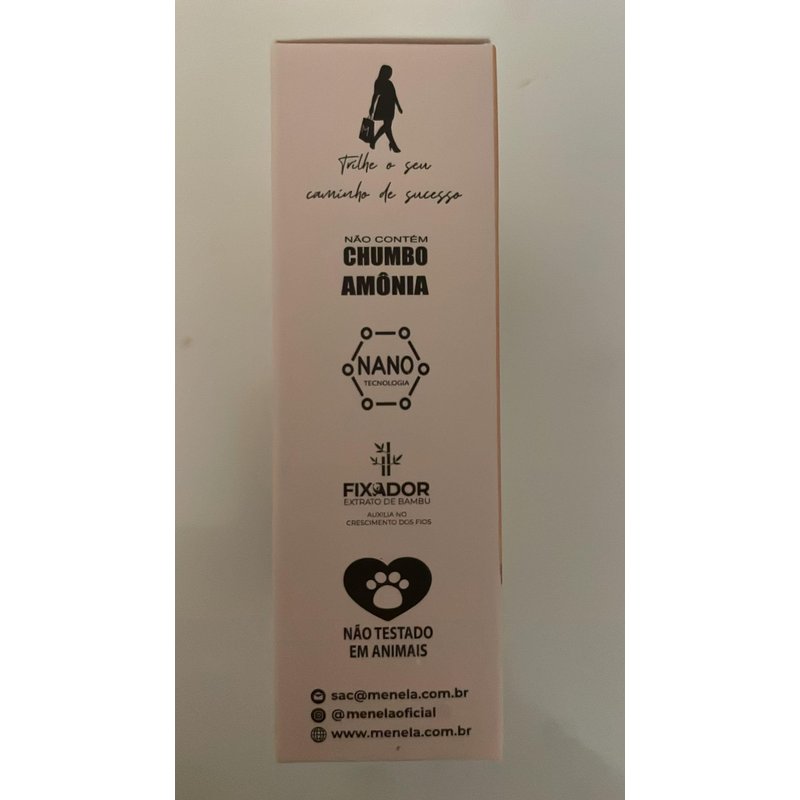 Trilhe o seu
caminho de sucesso
NÃO CONTÉM
CHUMBO
AMÔNIA
NANO
TECNOLOGIA
FIXADOR
EXTRATO DE BAMBU
AUXILIA NO
CRESCIMENTO DOS FIOS
NÃO TESTADO
EM ANIMAIS
sac@menela.com.br
@menelaoficial
www.menela.com.br